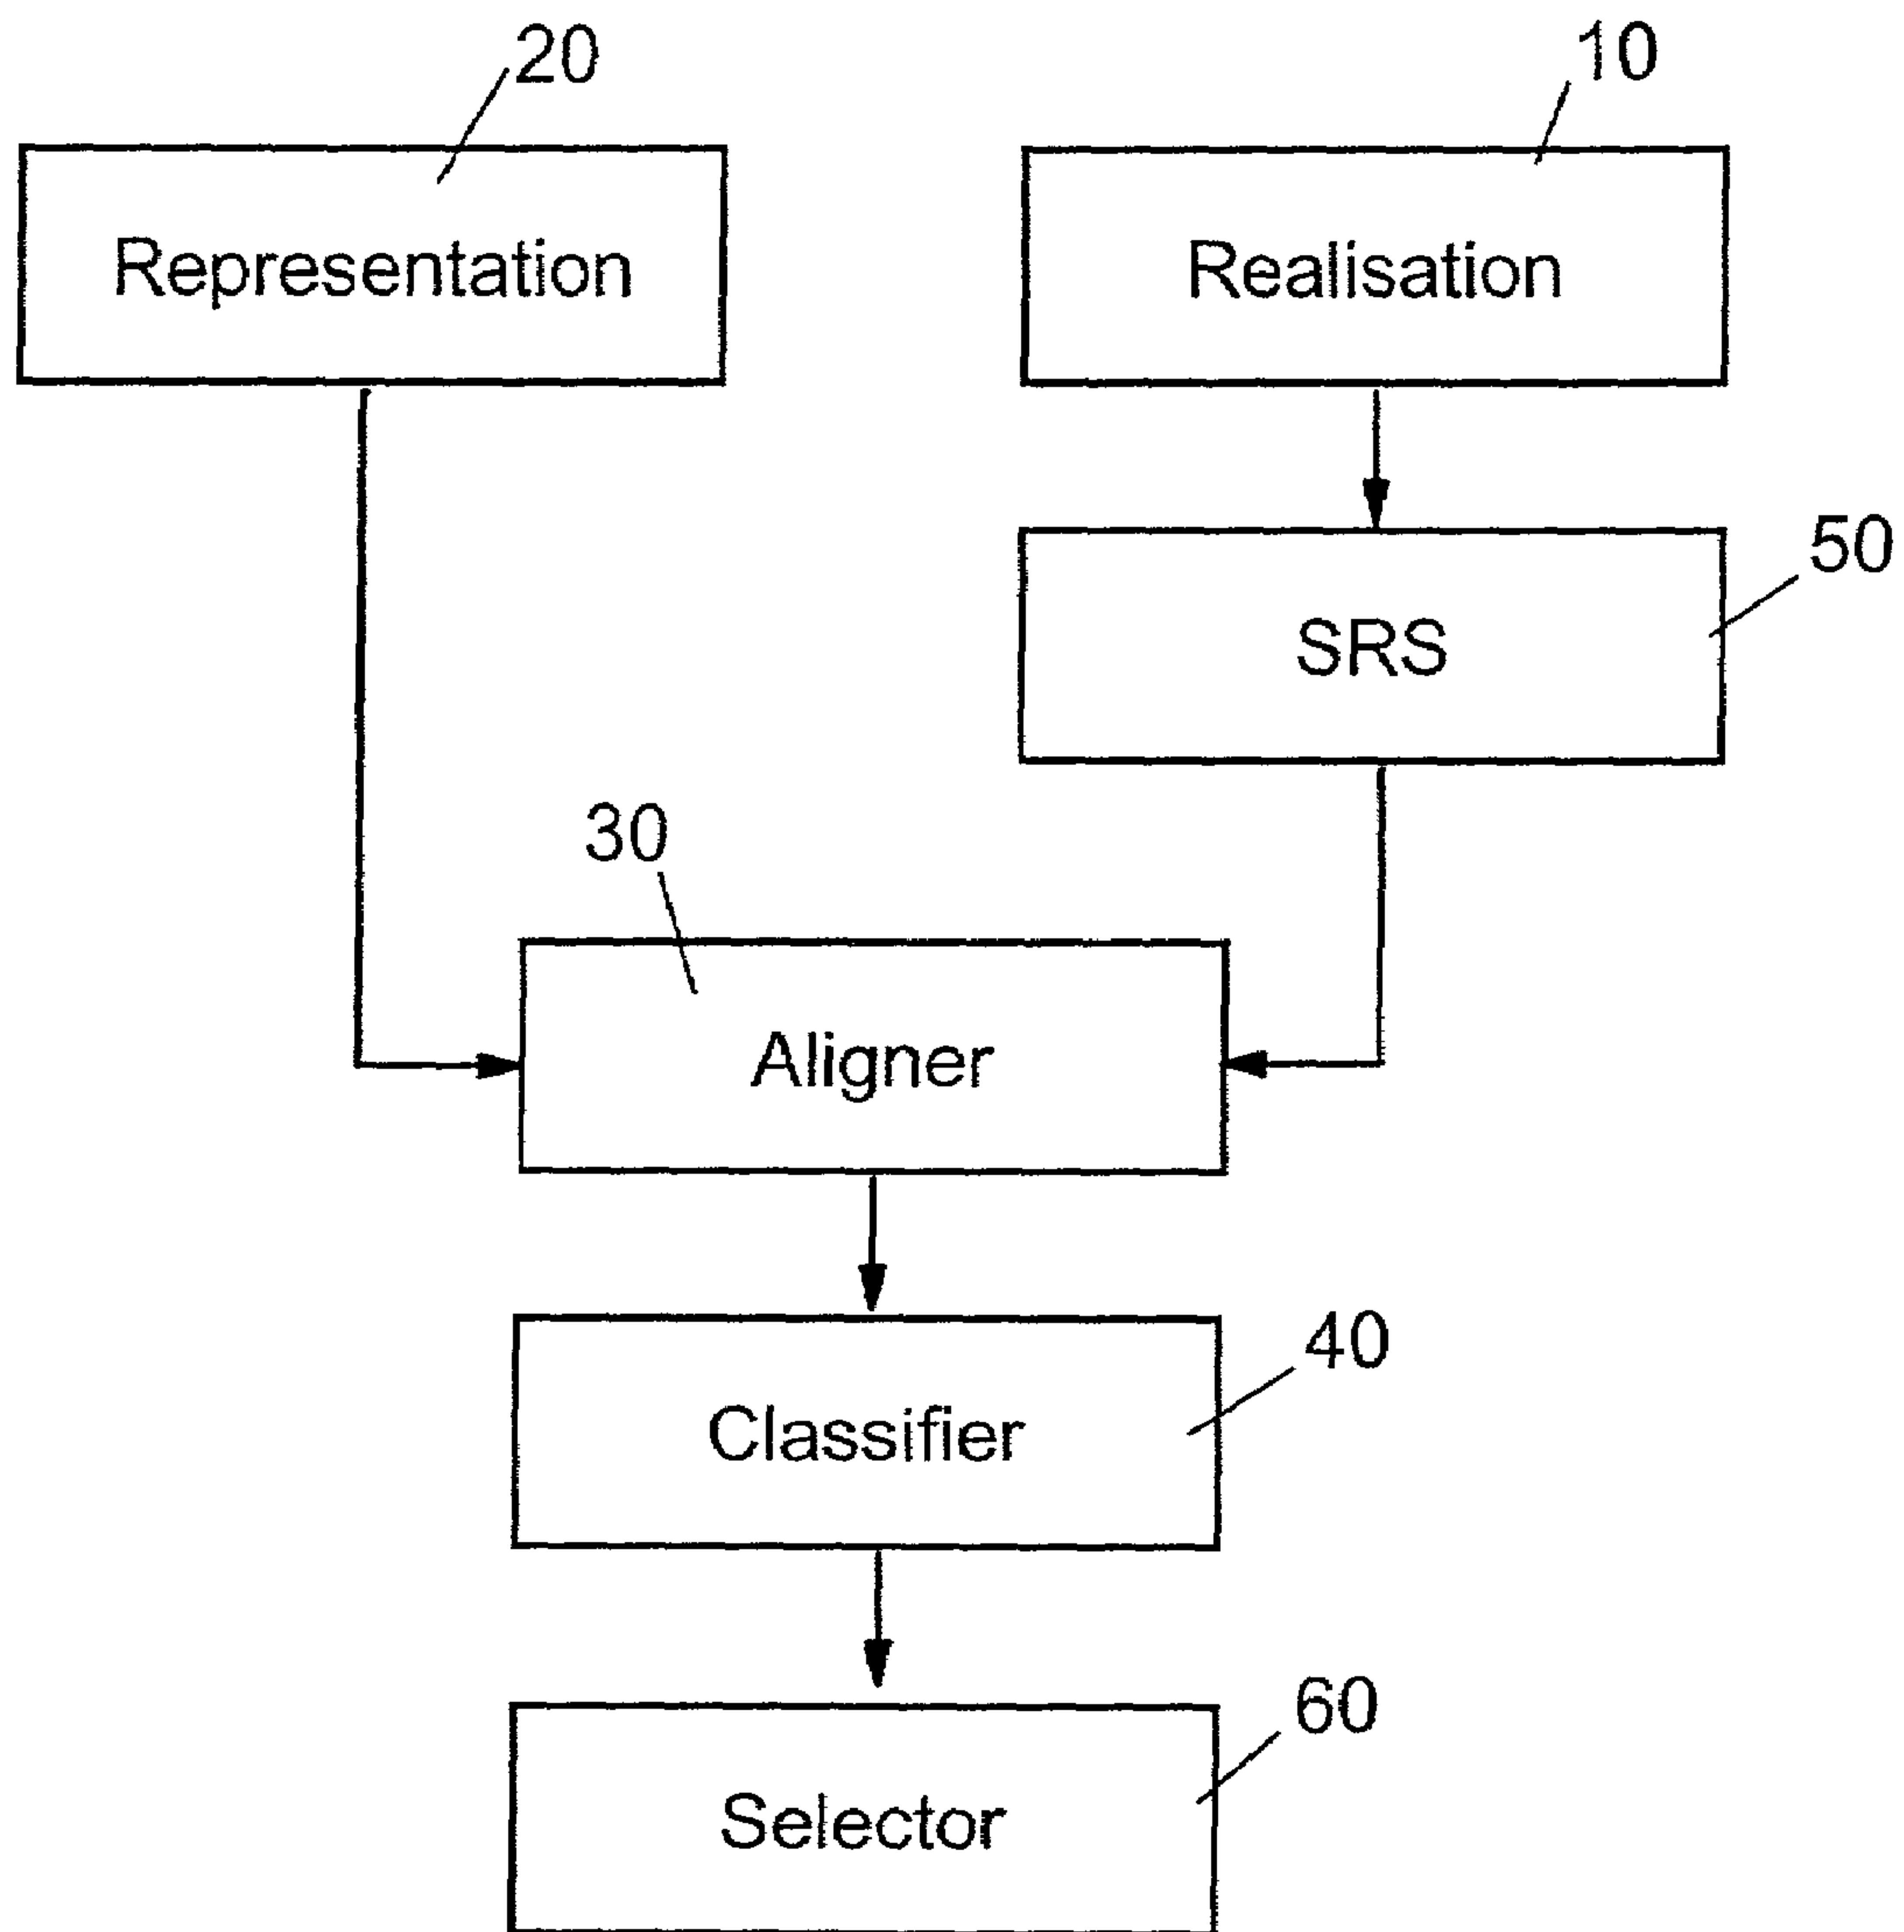 20
10
Representation
Realisation
50
SRS
30
Aligner
40
Classifier
60
Selector